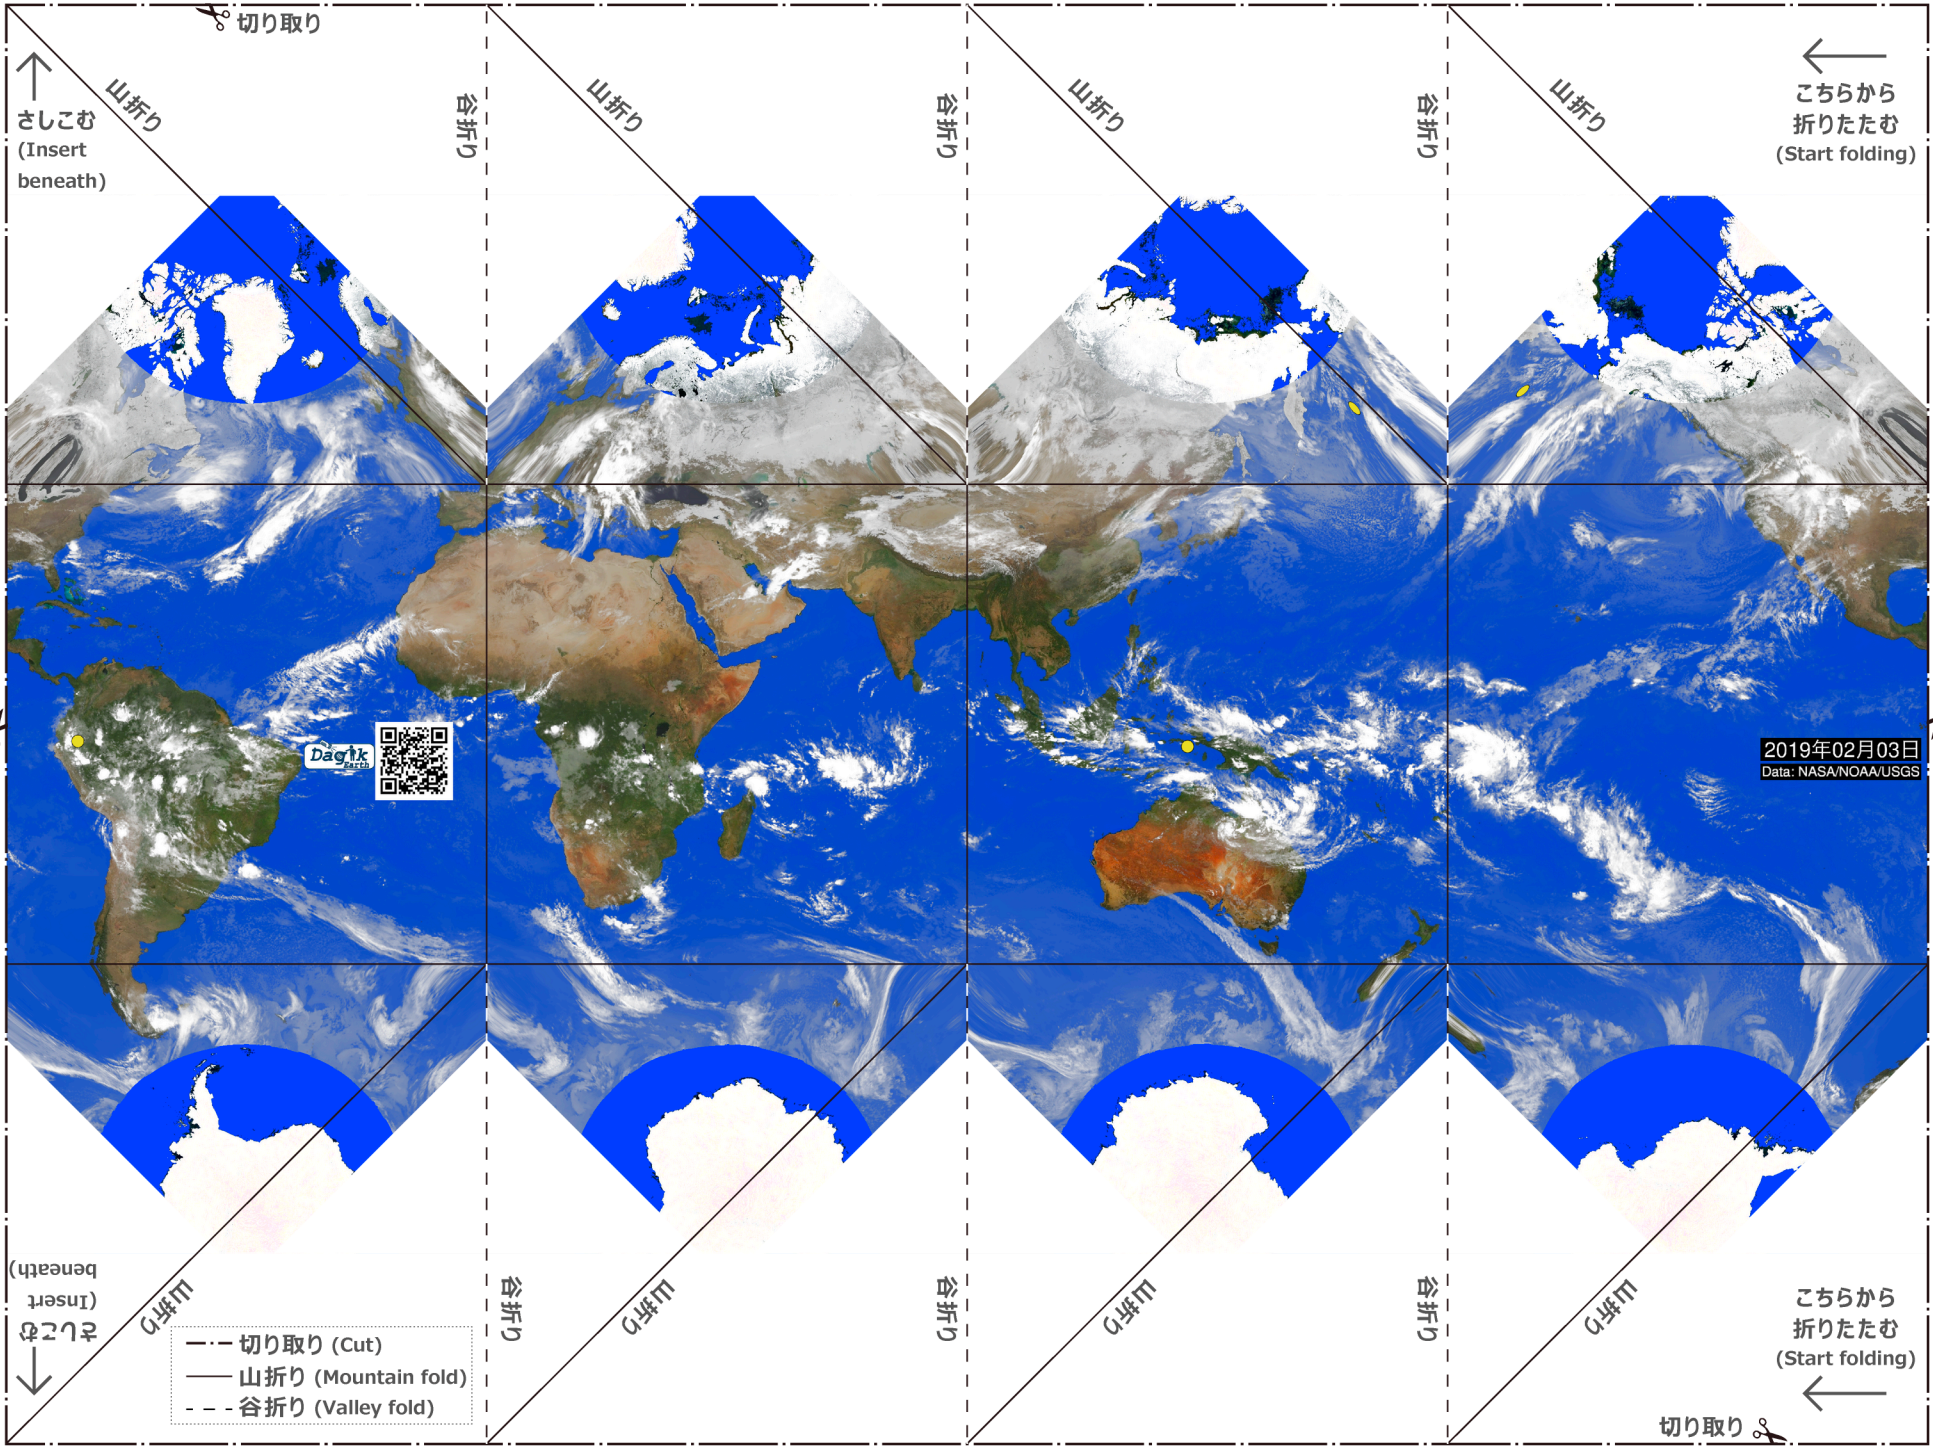 切り取り
さしこむ
(Insert
beneath)
山折り
谷折り
山折り
谷折り
山折り
谷折り
山折り
こちらから
折りたたむ
(Start folding)
Dagik
Earth
2019年02月03日
Data: NASA/NOAA/USGS
さしこむ
(Insert
beneath)
山折り
谷折り
山折り
谷折り
山折り
谷折り
山折り
こちらから
折りたたむ
(Start folding)
切り取り (Cut)
山折り (Mountain fold)
谷折り (Valley fold)
切り取り